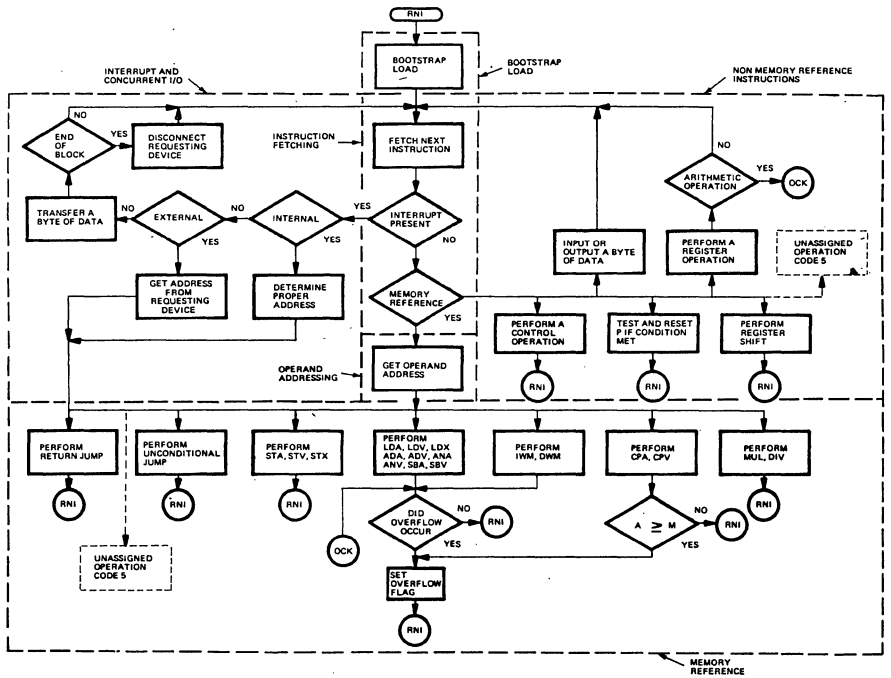 RNI
BOOTSTRAP
LOAD
BOOTSTRAP
LOAD
INTERRUPT AND
CONCURRENT I/O
NON MEMORY REFERENCE
INSTRUCTIONS
NO
END
OF
BLOCK
YES
DISCONNECT
REQUESTING
DEVICE
INSTRUCTION
FETCHING
FETCH NEXT
INSTRUCTION
NO
ARITHMETIC
OPERATION
YES
OCK
TRANSFER A
BYTE OF DATA
NO
EXTERNAL
YES
NO
INTERNAL
YES
YES
INTERRUPT
PRESENT
NO
INPUT OR
OUTPUT A BYTE
OF DATA
PERFORM A
REGISTER
OPERATION
UNASSIGNED
OPERATION
CODE 5
GET ADDRESS
FROM
REQUESTING
DEVICE
DETERMINE
PROPER
ADDRESS
MEMORY
REFERENCE
NO
YES
PERFORM A
CONTROL
OPERATION
TEST AND RESET
P IF CONDITION
MET
PERFORM
REGISTER
SHIFT
OPERAND
ADDRESSING
GET OPERAND
ADDRESS
RNI
RNI
RNI
PERFORM
RETURN JUMP
PERFORM
UNCONDITIONAL
JUMP
PERFORM
STA, STV, STX
PERFORM
LDA, LDV, LDX
ADA, ADV, ANA
ANV, SBA, SBV
PERFORM
IWM, DWM
PERFORM
CPA, CPV
PERFORM
MUL, DIV
RNI
RNI
RNI
DID
OVERFLOW
OCCUR
NO
RNI
YES
A ≥ M
NO
RNI
YES
RNI
OCK
UNASSIGNED
OPERATION
CODE 5
SET
OVERFLOW
FLAG
RNI
MEMORY
REFERENCE